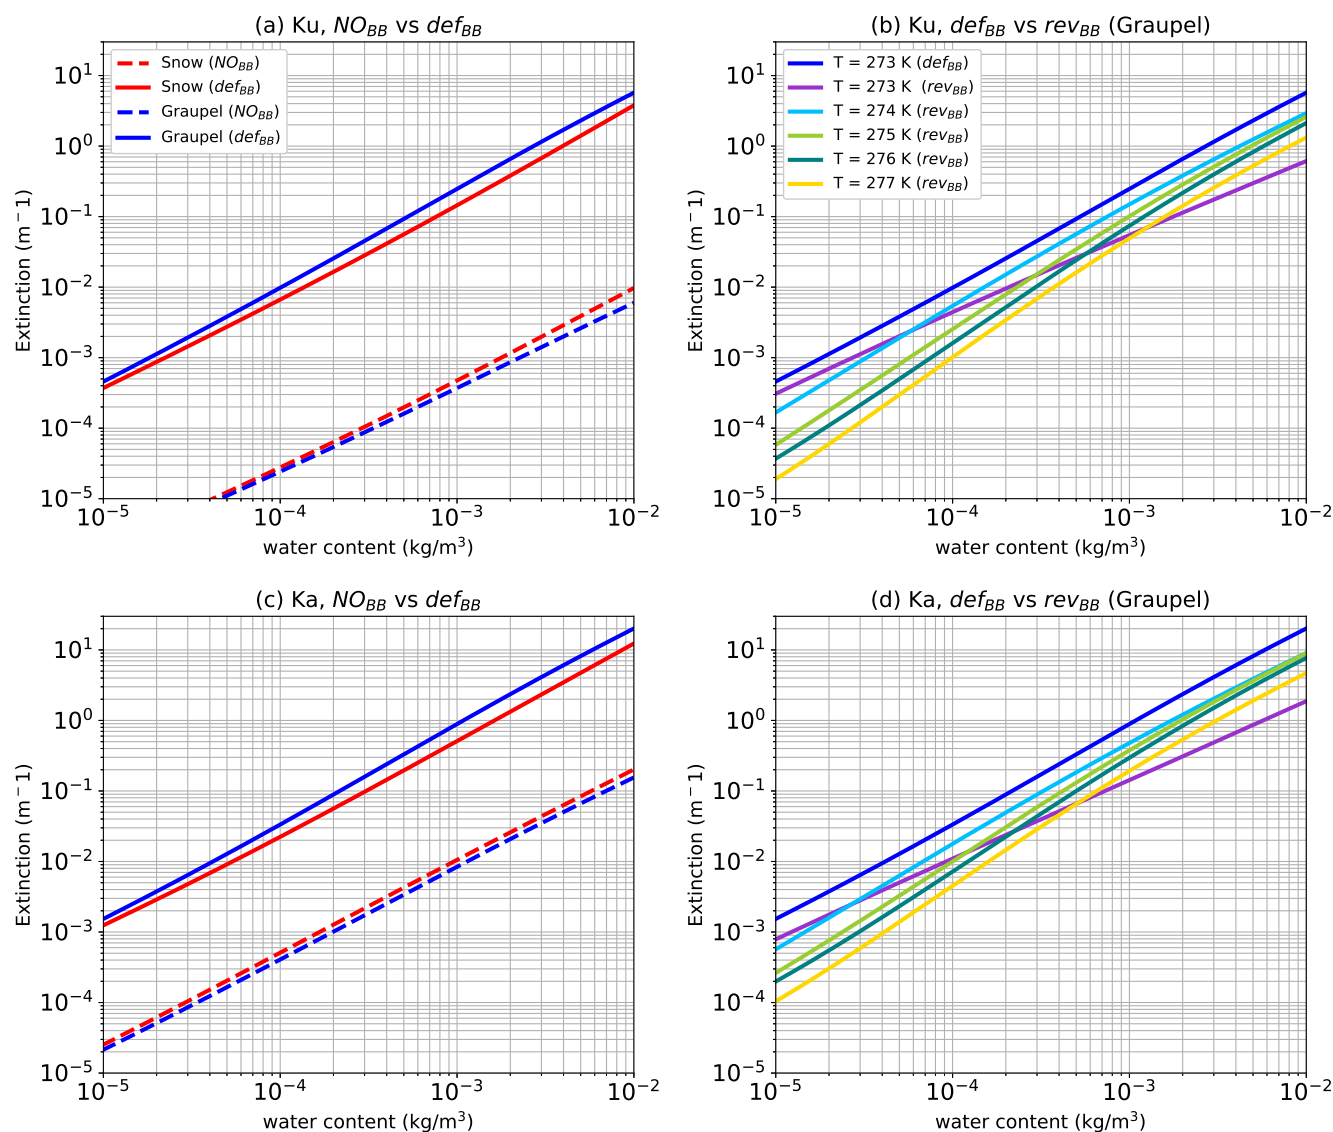 (a) Ku, NO_BB vs def_BB
Extinction (m⁻1)
10¹
10⁰
10⁻¹
10⁻²
10⁻³
10⁻⁴
10⁻⁵
Snow (NO_BB)
Snow (def_BB)
Graupel (NO_BB)
Graupel (def_BB)
10⁻⁵ 10⁻⁴ 10⁻³ 10⁻²
water content (kg/m³)
(b) Ku, def_BB vs rev_BB (Graupel)
Extinction (m⁻1)
10¹
10⁰
10⁻¹
10⁻²
10⁻³
10⁻⁴
10⁻⁵
T = 273 K (def_BB)
T = 273 K (rev_BB)
T = 274 K (rev_BB)
T = 275 K (rev_BB)
T = 276 K (rev_BB)
T = 277 K (rev_BB)
10⁻⁵ 10⁻⁴ 10⁻³ 10⁻²
water content (kg/m³)
(c) Ka, NO_BB vs def_BB
Extinction (m⁻1)
10¹
10⁰
10⁻¹
10⁻²
10⁻³
10⁻⁴
10⁻⁵
10⁻⁵ 10⁻⁴ 10⁻³ 10⁻²
water content (kg/m³)
(d) Ka, def_BB vs rev_BB (Graupel)
Extinction (m⁻1)
10¹
10⁰
10⁻¹
10⁻²
10⁻³
10⁻⁴
10⁻⁵
10⁻⁵ 10⁻⁴ 10⁻³ 10⁻²
water content (kg/m³)